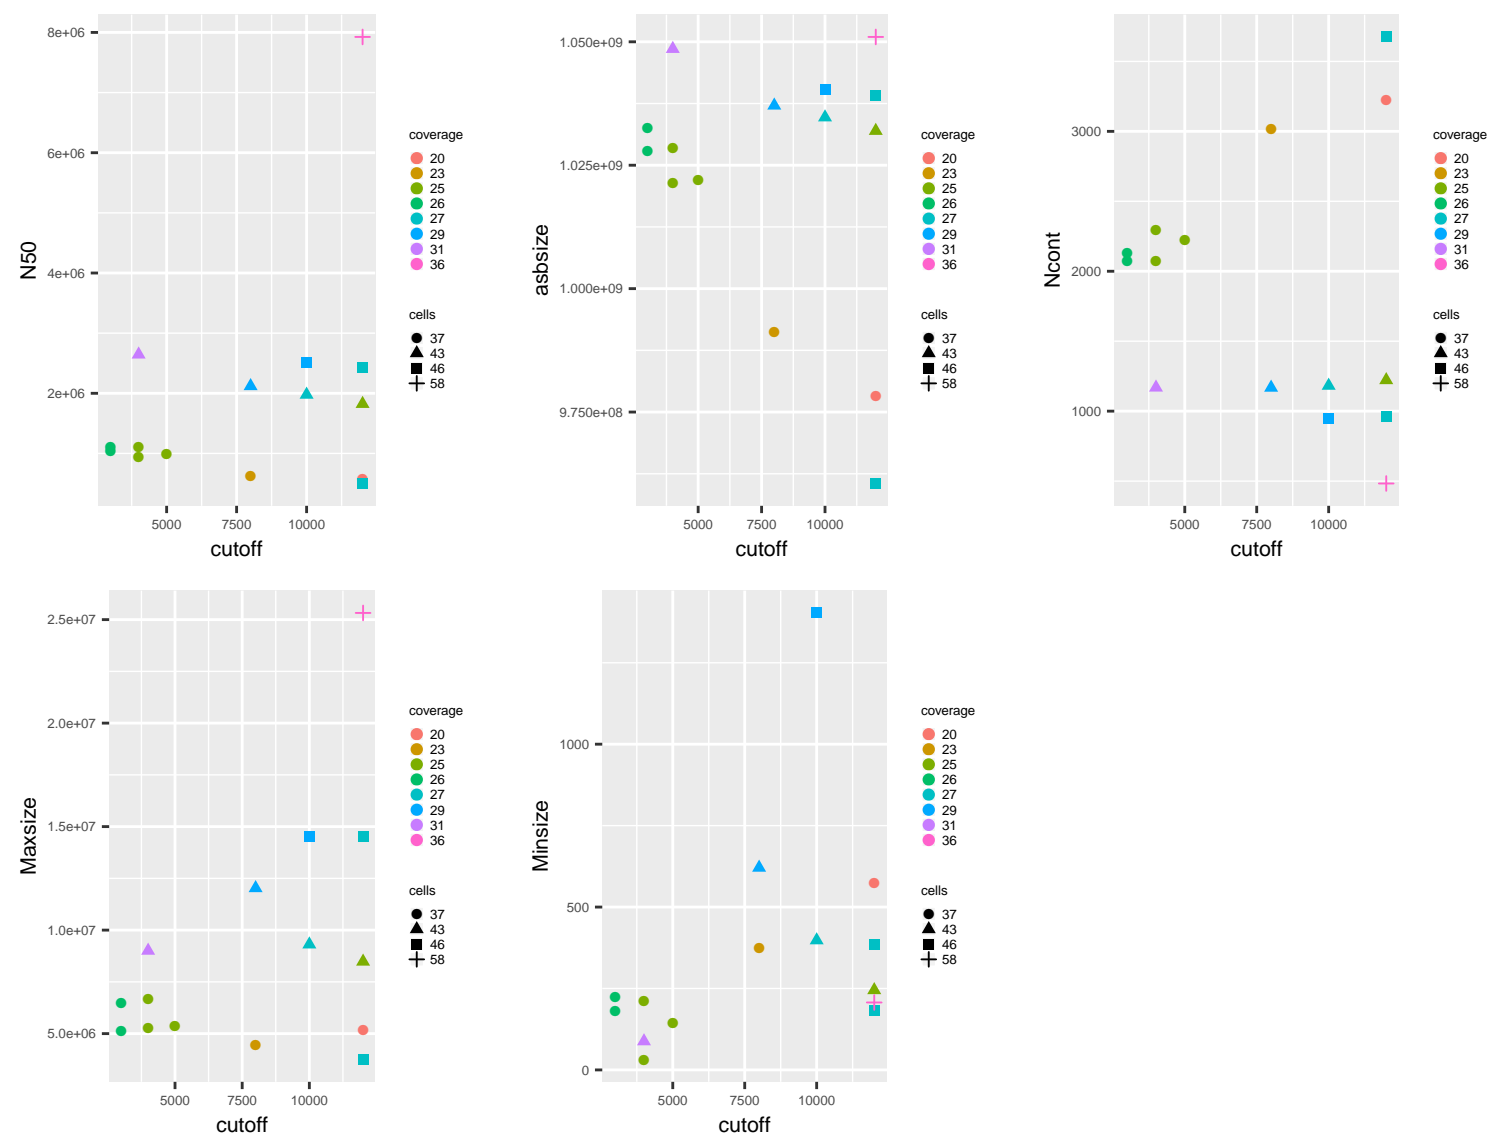 8e+06
6e+06
4e+06
2e+06
N50
5000 7500 10000
cutoff
coverage
20
23
25
26
27
29
31
36
cells
37
43
46
58
1.050e+09
1.025e+09
1.000e+09
9.750e+08
asbsize
5000 7500 10000
cutoff
coverage
20
23
25
26
27
29
31
36
cells
37
43
46
58
3000
2000
1000
Ncont
5000 7500 10000
cutoff
coverage
20
23
25
26
27
29
31
36
cells
37
43
46
58
2.5e+07
2.0e+07
1.5e+07
1.0e+07
5.0e+06
Maxsize
5000 7500 10000
cutoff
coverage
20
23
25
26
27
29
31
36
cells
37
43
46
58
1000
500
0
Minsize
5000 7500 10000
cutoff
coverage
20
23
25
26
27
29
31
36
cells
37
43
46
58